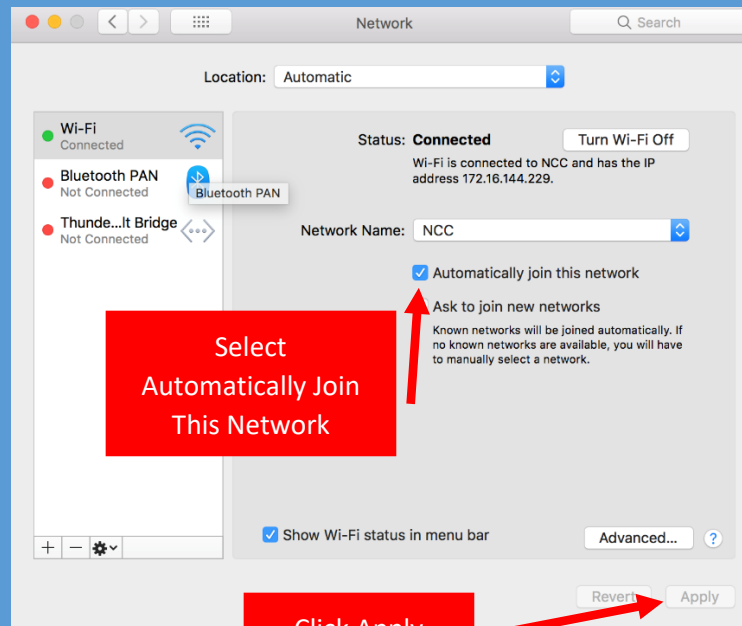 Network
Search
Location: Automatic
Wi-Fi
Connected
Bluetooth PAN
Not Connected
Bluetooth PAN
Thunde...lt Bridge
Not Connected
Status: Connected
Turn Wi-Fi Off
Wi-Fi is connected to NCC and has the IP
address 172.16.144.229.
Network Name: NCC
Automatically join this network
Ask to join new networks
Known networks will be joined automatically. If
no known networks are available, you will have
to manually select a network.
Select
Automatically Join
This Network
Show Wi-Fi status in menu bar
Advanced... ?
Revert
Apply
Click Apply